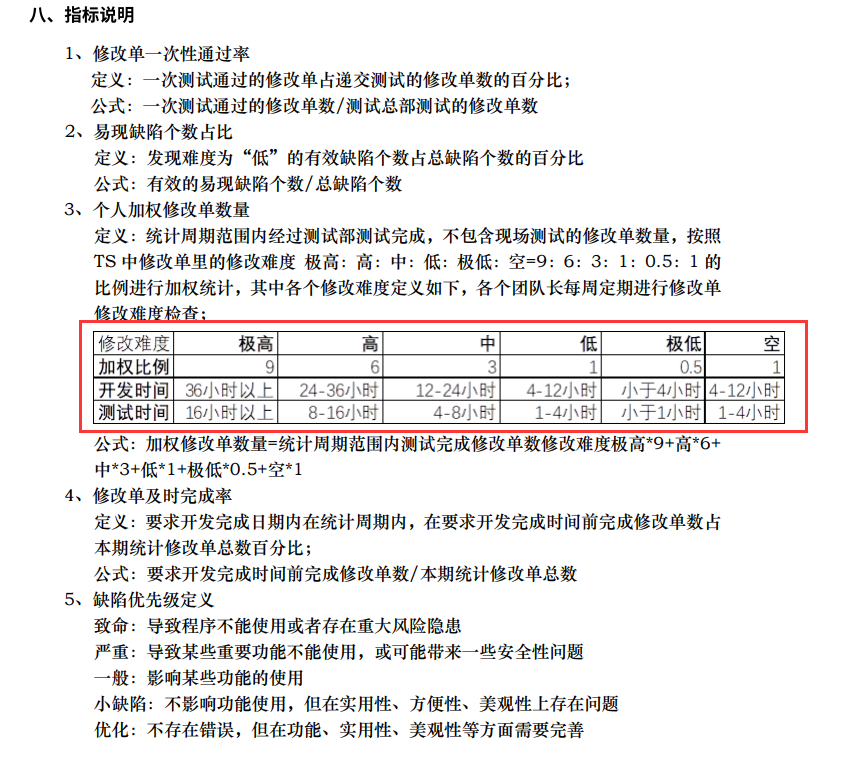 八、指标说明
1、修改单一次性通过率
定义：一次测试通过的修改单占递交测试的修改单数的百分比；
公式：一次测试通过的修改单数/测试总部测试的修改单数
2、易现缺陷个数占比
定义：发现难度为“低”的有效缺陷个数占总缺陷个数的百分比
公式：有效的易现缺陷个数/总缺陷个数
3、个人加权修改单数量
定义：统计周期范围内经过测试部测试完成，不包含现场测试的修改单数量，按照
TS 中修改单里的修改难度 极高：高：中：低：极低：空=9：6：3：1：0.5：1 的
比例进行加权统计，其中各个修改难度定义如下，各个团队长每周定期进行修改单
修改难度检查；
修改难度 极高 高 中 低 极低 空
加权比例 9 6 3 1 0.5 1
开发时间 36小时以上 24-36小时 12-24小时 4-12小时 小于4小时 4-12小时
测试时间 16小时以上 8-16小时 4-8小时 1-4小时 小于1小时 1-4小时
公式：加权修改单数量=统计周期范围内测试完成修改单数修改难度极高*9+高*6+
中*3+低*1+极低*0.5+空*1
4、修改单及时完成率
定义：要求开发完成日期内在统计周期内，在要求开发完成时间前完成修改单数占
本期统计修改单总数百分比；
公式：要求开发完成时间前完成修改单数/本期统计修改单总数
5、缺陷优先级定义
致命：导致程序不能使用或者存在重大风险隐患
严重：导致某些重要功能不能使用，或可能带来一些安全性问题
一般：影响某些功能的使用
小缺陷：不影响功能使用，但在实用性、方便性、美观性上存在问题
优化：不存在错误，但在功能、实用性、美观性等方面需要完善